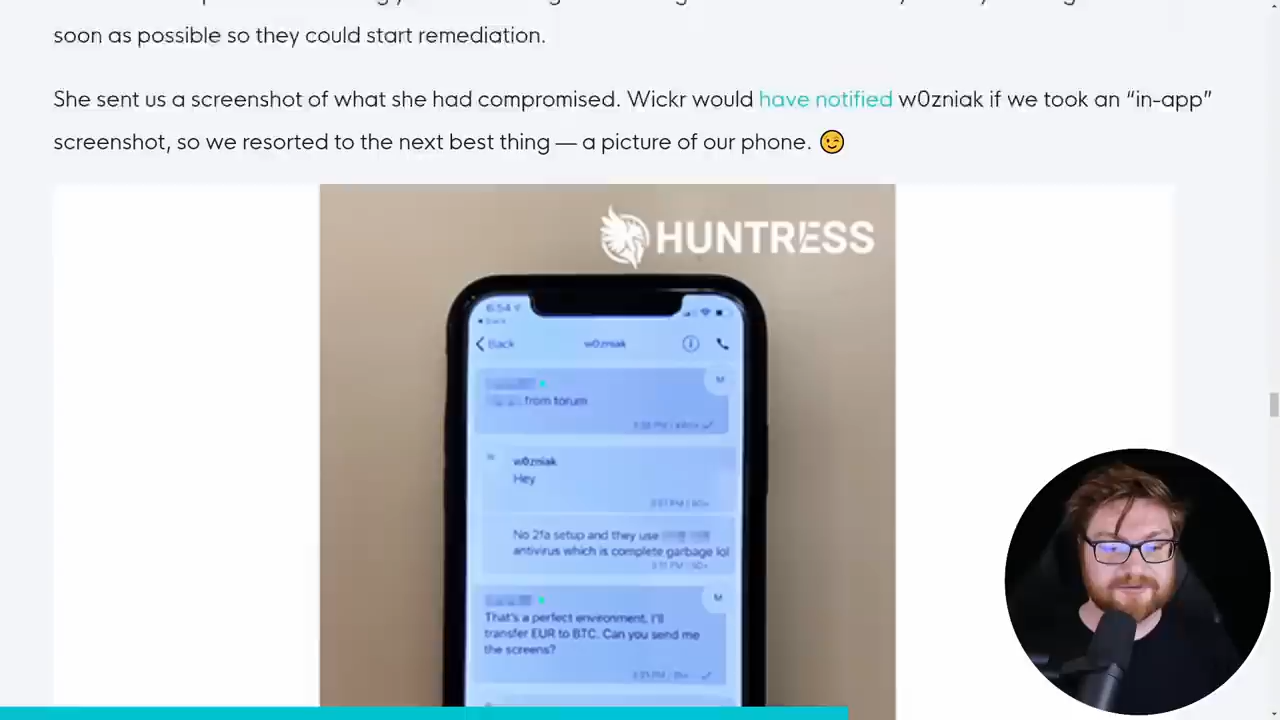 soon as possible so they could start remediation.
She sent us a screenshot of what she had compromised. Wickr would have notified w0zniak if we took an “in-app”
screenshot, so we resorted to the next best thing — a picture of our phone. 😉
HUNTRESS
6:54
Back
w0zniak
M
from torum
w0zniak
Hey
No 2fa setup and they use
antivirus which is complete garbage lol
M
That's a perfect environment. I'll
transfer EUR to BTC. Can you send me
the screens?